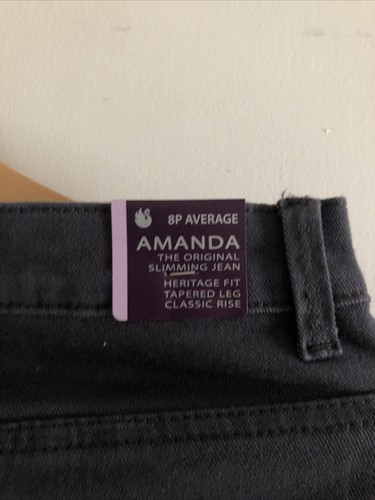 8P AVERAGE
AMANDA
THE ORIGINAL
SLIMMING JEAN
HERITAGE FIT
TAPERED LEG
CLASSIC RISE